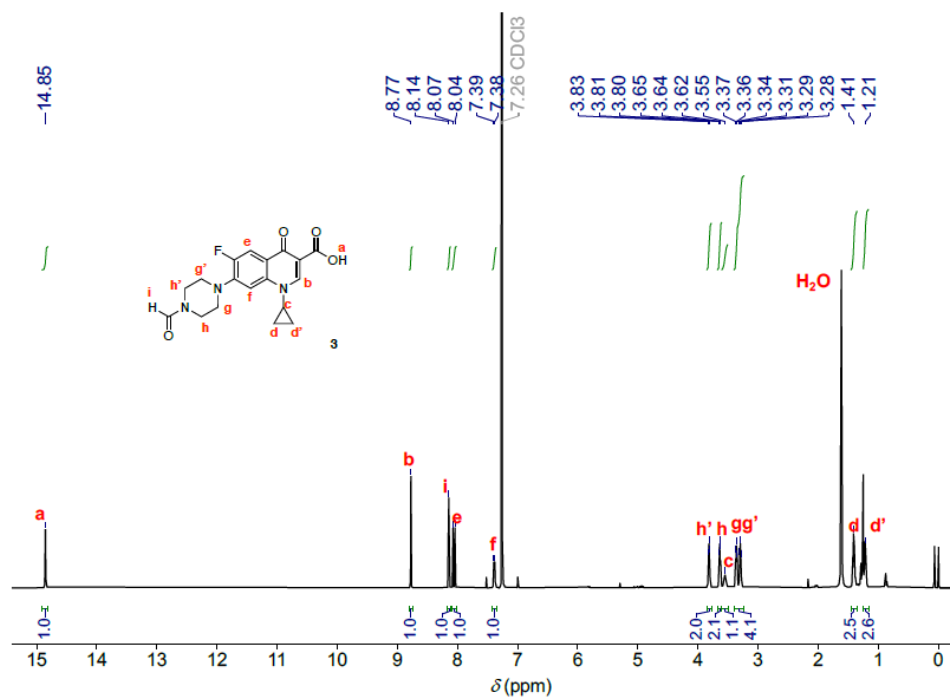 -14.85
8.77
8.14
8.07
8.04
7.39
7.38
7.26 CDCl3
3.83
3.81
3.80
3.65
3.64
3.62
3.55
3.37
3.36
3.34
3.31
3.29
3.28
1.41
1.21
O O
F e OH a
g' b
h' N f N
i g c
H N h d d'
O
3
H₂O
a b i e f h' h c gg' d d'
1.0 1.0 1.0 1.0 1.0 2.0 2.1 1.1 4.1 2.5 2.6
15 14 13 12 11 10 9 8 7 6 5 4 3 2 1 0
δ (ppm)